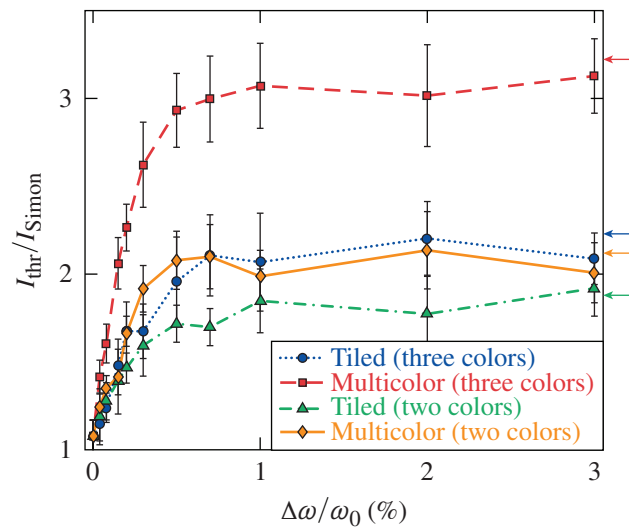 3
2
1
I_thr/I_Simon
Tiled (three colors)
Multicolor (three colors)
Tiled (two colors)
Multicolor (two colors)
0
1
2
3
Δω/ω_0 (%)